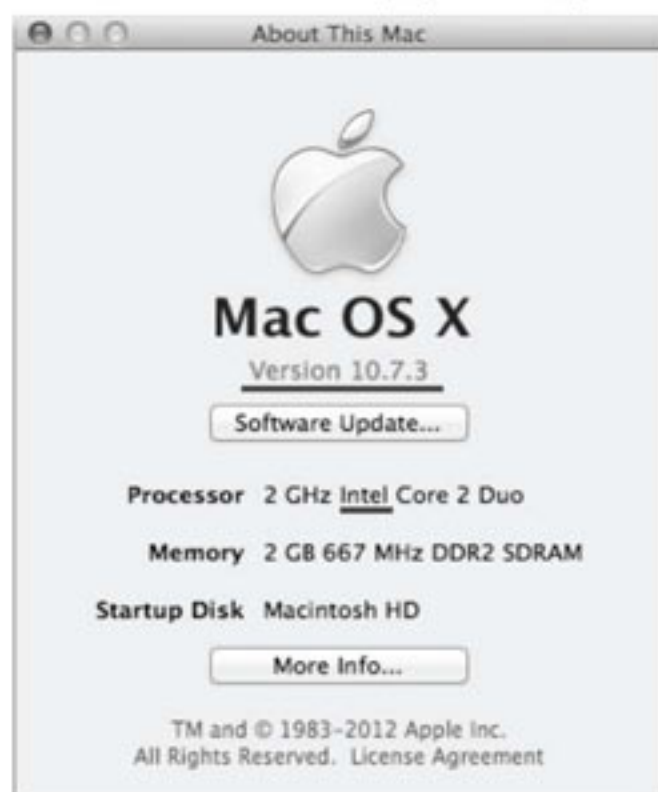 About This Mac
Mac OS X
Version 10.7.3
Software Update...
Processor 2 GHz Intel Core 2 Duo
Memory 2 GB 667 MHz DDR2 SDRAM
Startup Disk Macintosh HD
More Info...
TM and © 1983-2012 Apple Inc.
All Rights Reserved. License Agreement